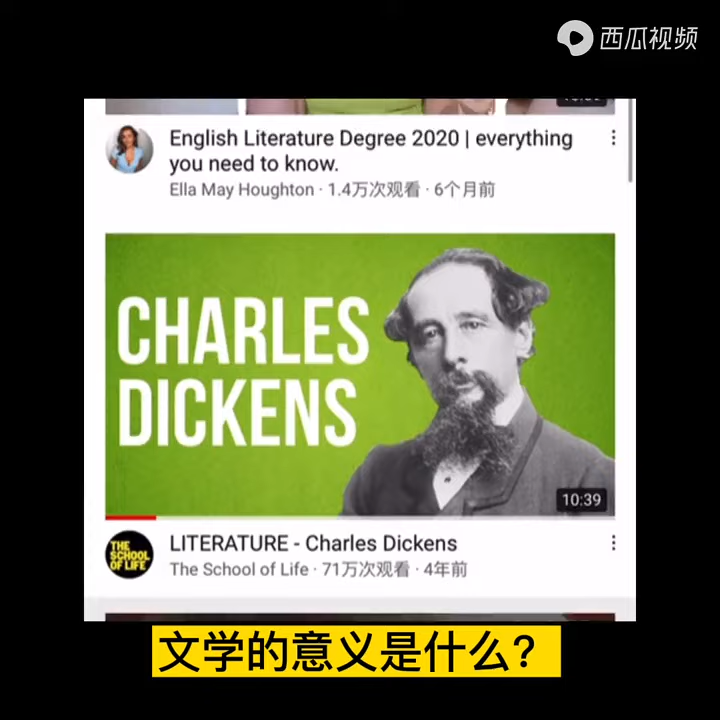 西瓜视频
English Literature Degree 2020 | everything
you need to know.
Ella May Houghton · 1.4万次观看 · 6个月前
CHARLES
DICKENS
10:39
THE
SCHOOL
OF LIFE
LITERATURE - Charles Dickens
The School of Life · 71万次观看 · 4年前
文学的意义是什么?